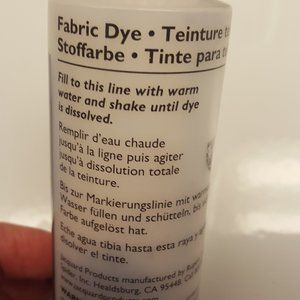 Fabric Dye • Teinture
Stoffarbe • Tinte para
Fill to this line with warm
water and shake until dye
is dissolved.
Remplir d'eau chaude
jusqu'à la ligne puis agiter
jusqu'à dissolution totale
de la teinture.
Bis zur Markierungslinie mit
Wasser füllen und schütteln, bis
Farbe aufgelöst hat.
Eche agua tibia hasta esta raya y
disolver el tinte.
Jacquard Products manufactured by
Inc. Healdsburg, CA 95448.